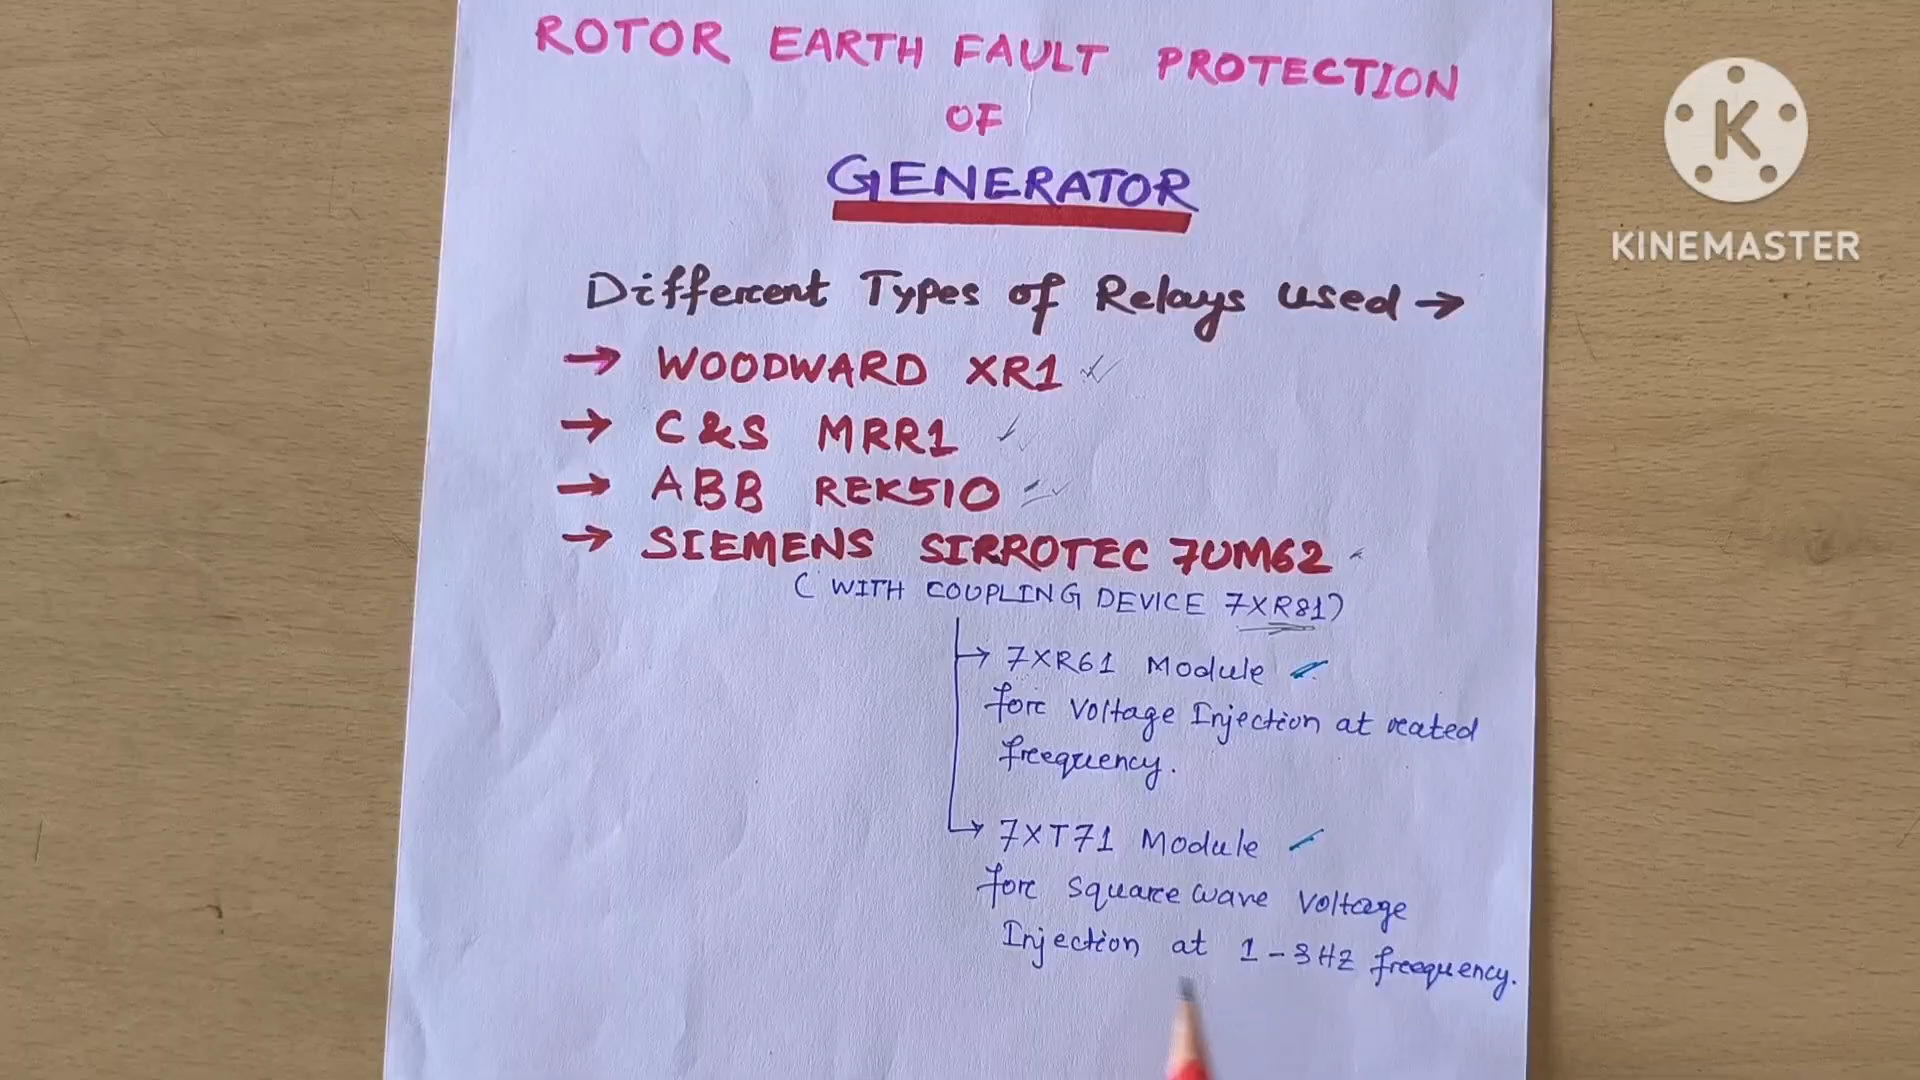 ROTOR EARTH FAULT PROTECTION
OF
GENERATOR
Different Types of Relays used →
→ WOODWARD XR1
→ C&S MRR1
→ ABB REK510
→ SIEMENS SIRROTEC 7UM62
( WITH COUPLING DEVICE 7XR81)
→ 7XR61 Module
for Voltage Injection at rated
frequency.
→ 7XT71 Module
for square wave voltage
Injection at 1-3HZ frequency.
K
KINEMASTER